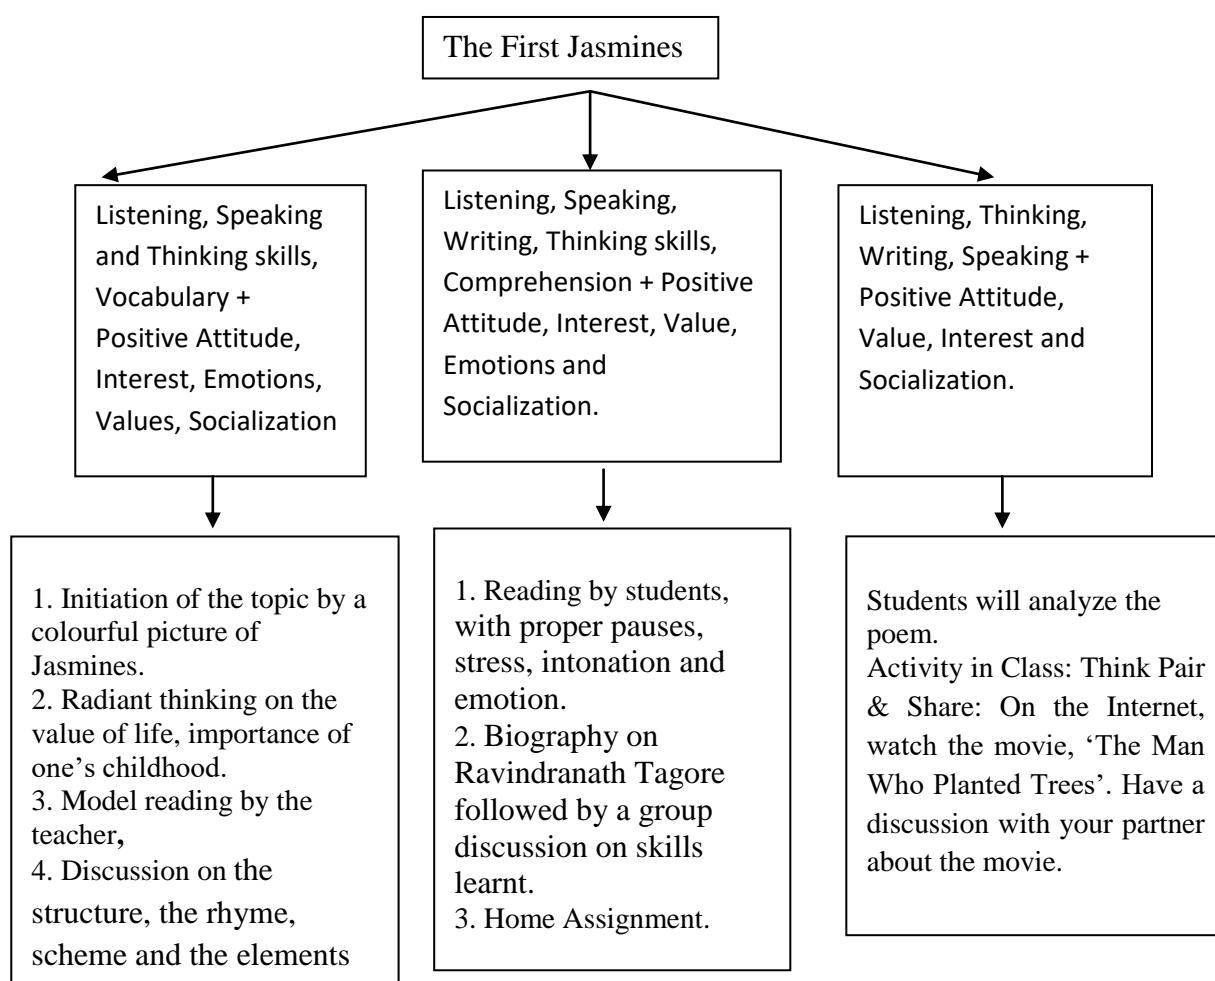 The First Jasmines
Listening, Speaking
and Thinking skills,
Vocabulary +
Positive Attitude,
Interest, Emotions,
Values, Socialization
Listening, Speaking,
Writing, Thinking skills,
Comprehension + Positive
Attitude, Interest, Value,
Emotions and
Socialization.
Listening, Thinking,
Writing, Speaking +
Positive Attitude,
Value, Interest and
Socialization.
1. Initiation of the topic by a
colourful picture of
Jasmines.
2. Radiant thinking on the
value of life, importance of
one’s childhood.
3. Model reading by the
teacher,
4. Discussion on the
structure, the rhyme,
scheme and the elements
1. Reading by students,
with proper pauses,
stress, intonation and
emotion.
2. Biography on
Ravindranath Tagore
followed by a group
discussion on skills
learnt.
3. Home Assignment.
Students will analyze the
poem.
Activity in Class: Think Pair
& Share: On the Internet,
watch the movie, ‘The Man
Who Planted Trees’. Have a
discussion with your partner
about the movie.